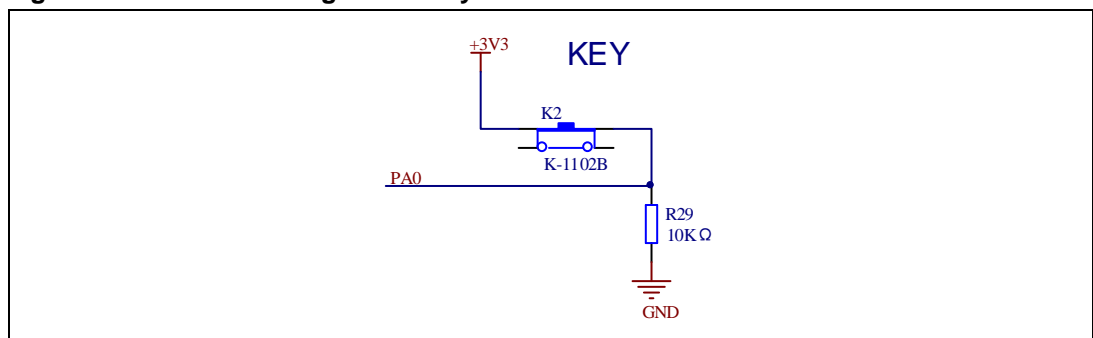 +3V3
KEY
K2
K-1102B
PA0
R29
10KΩ
GND